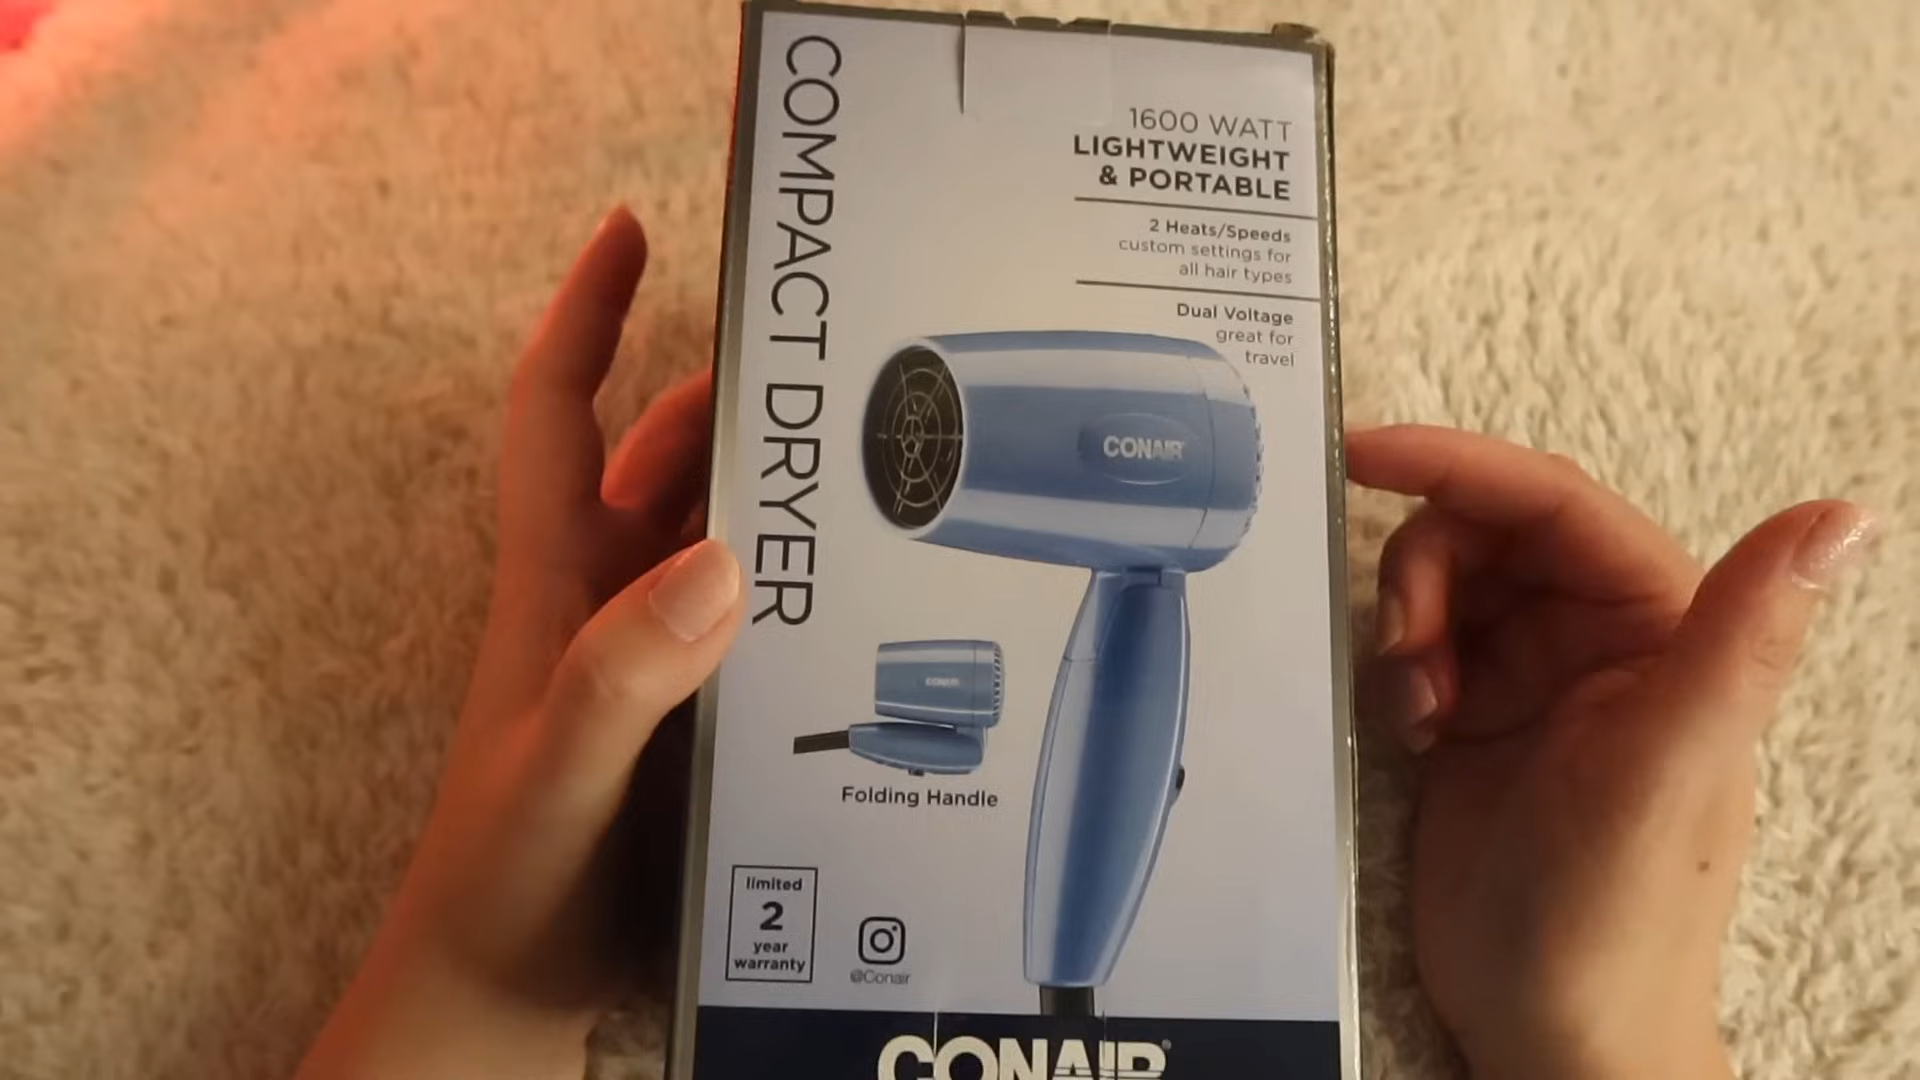 COMPACT DRYER
1600 WATT
LIGHTWEIGHT
& PORTABLE
2 Heats/Speeds
custom settings for
all hair types
Dual Voltage
great for
travel
CONAIR
CONAIR
Folding Handle
limited
2
year
warranty
@Conair
CONAIR®